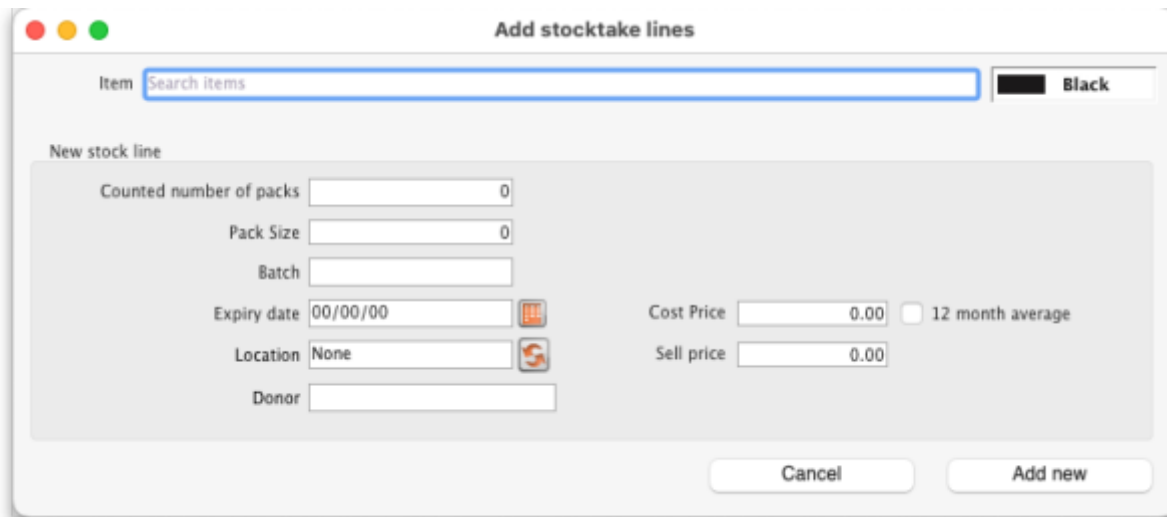 Add stocktake lines
Item Search items Black
New stock line
Counted number of packs 0
Pack Size 0
Batch
Expiry date 00/00/00 Cost Price 0.00 12 month average
Location None Sell price 0.00
Donor
Cancel Add new